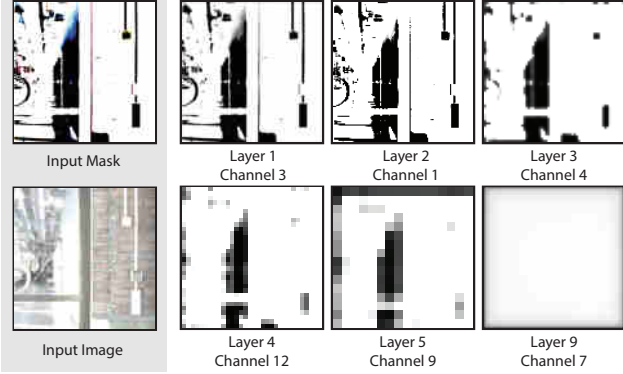 Input Mask
Layer 1
Channel 3
Layer 2
Channel 1
Layer 3
Channel 4
Input Image
Layer 4
Channel 12
Layer 5
Channel 9
Layer 9
Channel 7